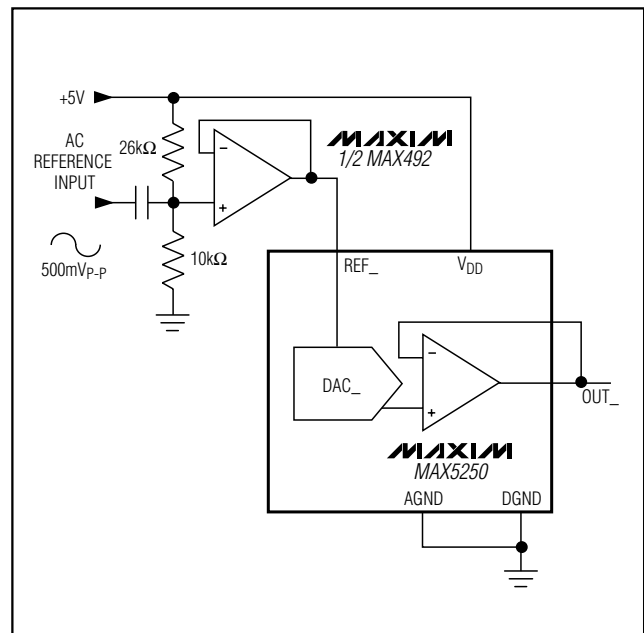 +5V
AC
REFERENCE
INPUT
26kΩ
MAXIM
1/2 MAX492
500mVP-P
10kΩ
REF_
VDD
DAC_
–
+
–
+
OUT_
MAXIM
MAX5250
AGND
DGND